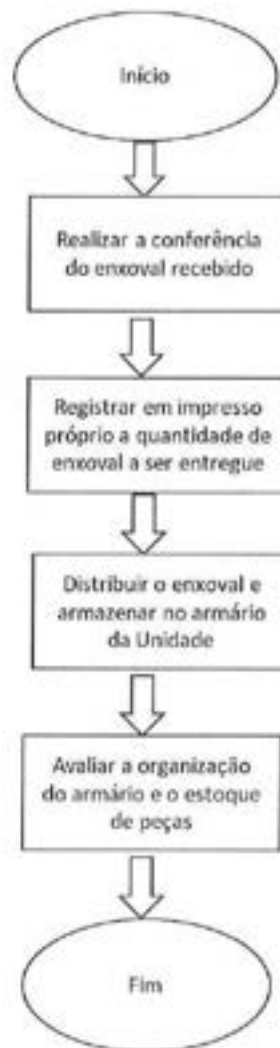 Início
Realizar a conferência
do enxoval recebido
Registrar em impresso
próprio a quantidade de
enxoval a ser entregue
Distribuir o enxoval e
armazenar no armário
da Unidade
Avaliar a organização
do armário e o estoque
de peças
Fim